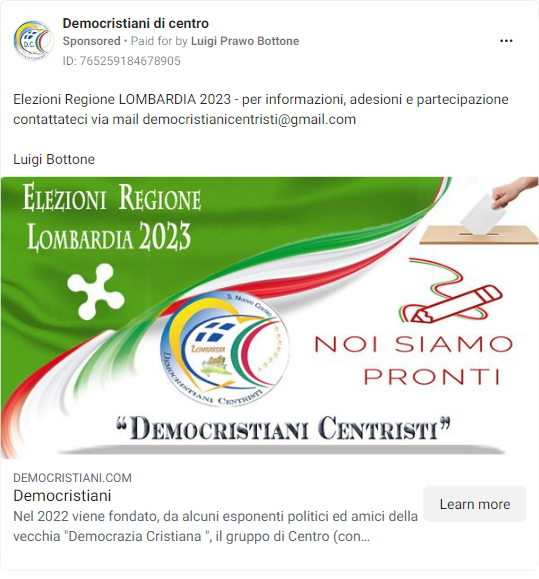 Democristiani di centro
Sponsored • Paid for by Luigi Prawo Bottone
ID: 765259184678905
Elezioni Regione LOMBARDIA 2023 - per informazioni, adesioni e partecipazione
contattateci via mail democristianicentristi@gmail.com
Luigi Bottone
Elezioni Regione
Lombardia 2023
Il Nuovo Centro
Lombardia
Democristiani Centristi
NOI SIAMO
PRONTI
“Democristiani Centristi”
DEMOCRISTIANI.COM
Democristiani
Learn more
Nel 2022 viene fondato, da alcuni esponenti politici ed amici della
vecchia "Democrazia Cristiana ", il gruppo di Centro (con...